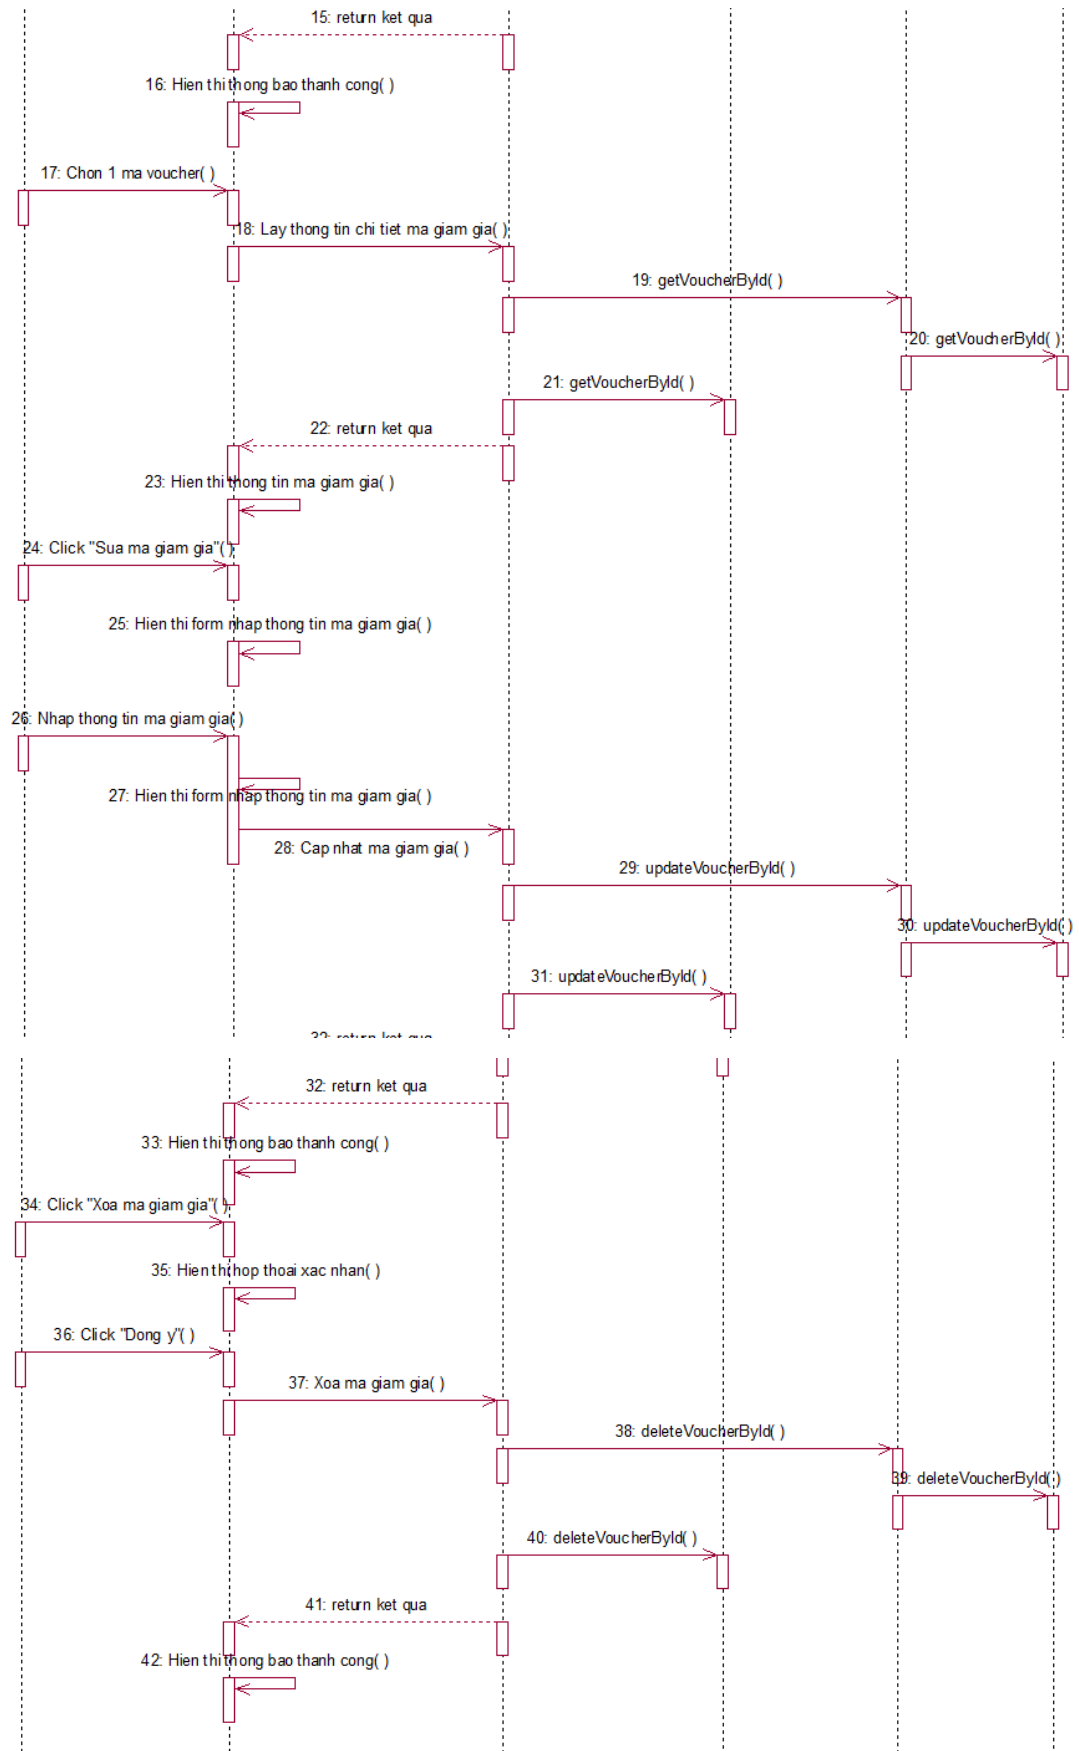 15: return ket qua
16: Hien thi thong bao thanh cong( )
17: Chon 1 ma voucher( )
18: Lay thong tin chi tiet ma giam gia( )
19: getVoucherById( )
20: getVoucherById( )
21: getVoucherById( )
22: return ket qua
23: Hien thi thong tin ma giam gia( )
24: Click "Sua ma giam gia"( )
25: Hien thi form nhap thong tin ma giam gia( )
26: Nhap thong tin ma giam gia( )
27: Hien thi form nhap thong tin ma giam gia( )
28: Cap nhat ma giam gia( )
29: updateVoucherById( )
30: updateVoucherById( )
31: updateVoucherById( )
32: return ket qua
32: return ket qua
33: Hien thi thong bao thanh cong( )
34: Click "Xoa ma giam gia"( )
35: Hien thi hop thoai xac nhan( )
36: Click "Dong y"( )
37: Xoa ma giam gia( )
38: deleteVoucherById( )
39: deleteVoucherById( )
40: deleteVoucherById( )
41: return ket qua
42: Hien thi thong bao thanh cong( )